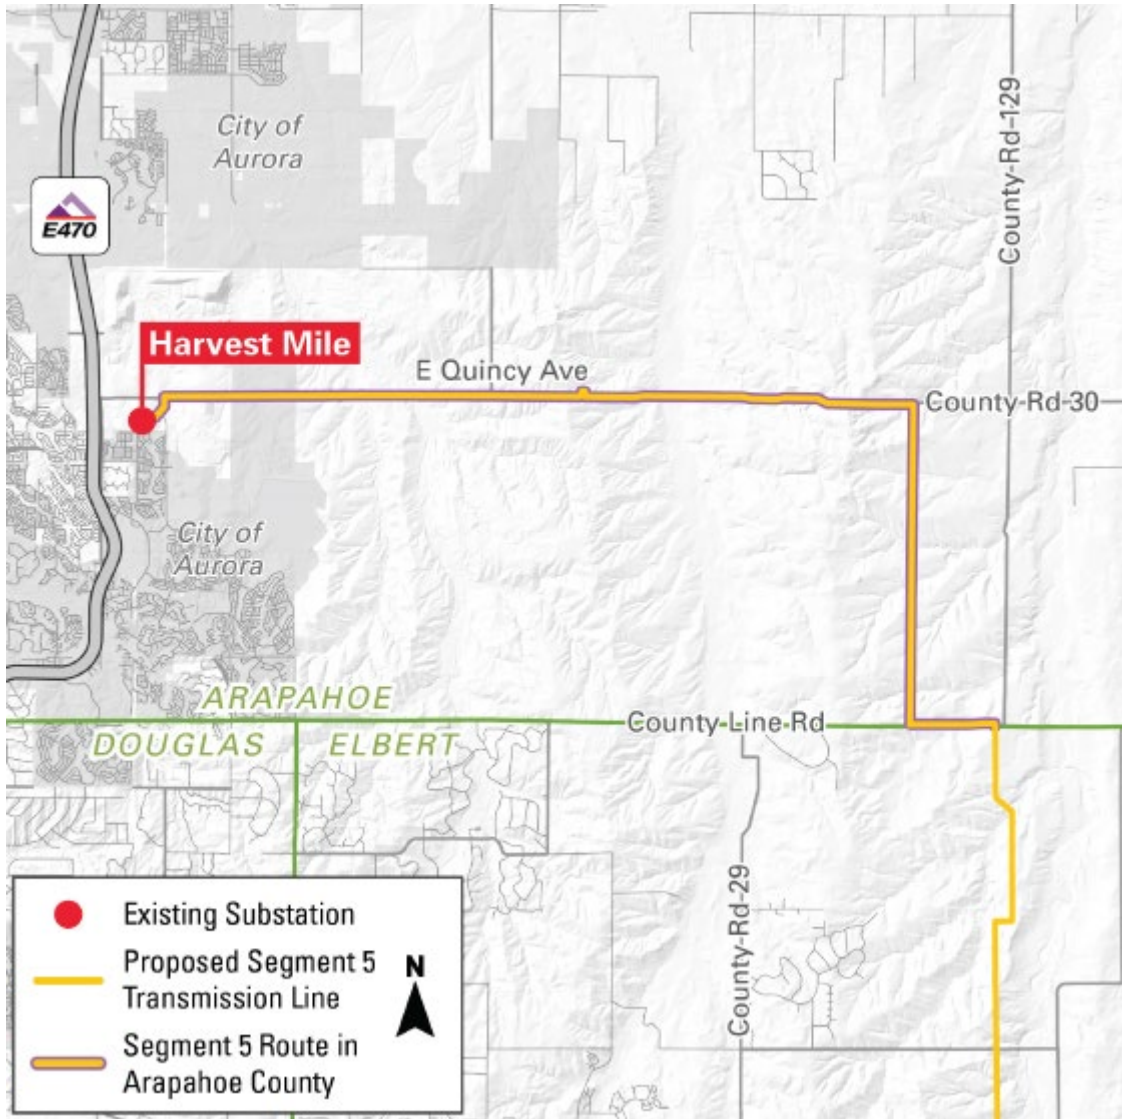 City of
Aurora
E470
County-Rd-129
Harvest Mile
E Quincy Ave
County-Rd-30
City of
Aurora
ARAPAHOE
County Line Rd
DOUGLAS
ELBERT
County-Rd-29
Existing Substation
Proposed Segment 5
Transmission Line
Segment 5 Route in
Arapahoe County
N